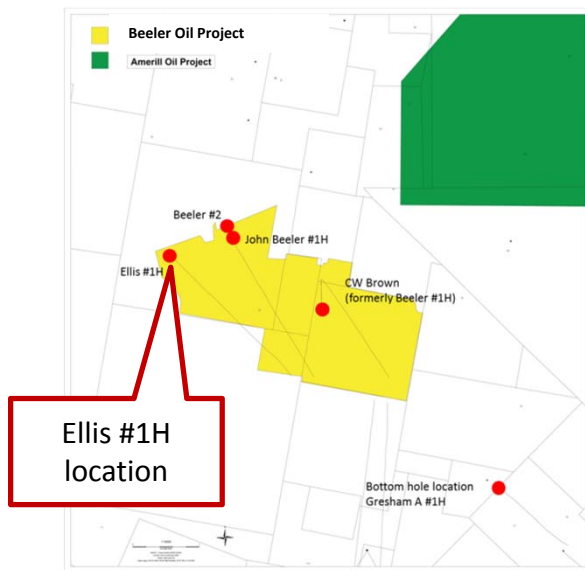 Beeler Oil Project
Amerill Oil Project
Beeler #2
John Beeler #1H
Ellis #1H
CW Brown
(formerly Beeler #1H)
Ellis #1H
location
Bottom hole location
Gresham A #1H